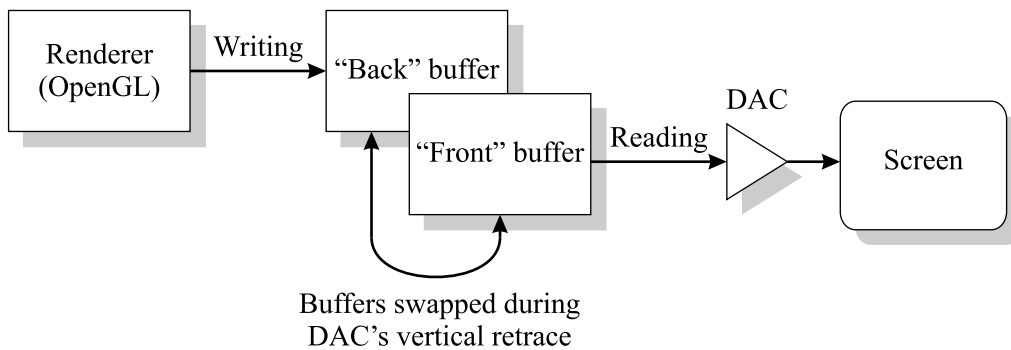 Renderer
(OpenGL)
Writing
“Back” buffer
“Front” buffer
Reading
DAC
Screen
Buffers swapped during
DAC’s vertical retrace